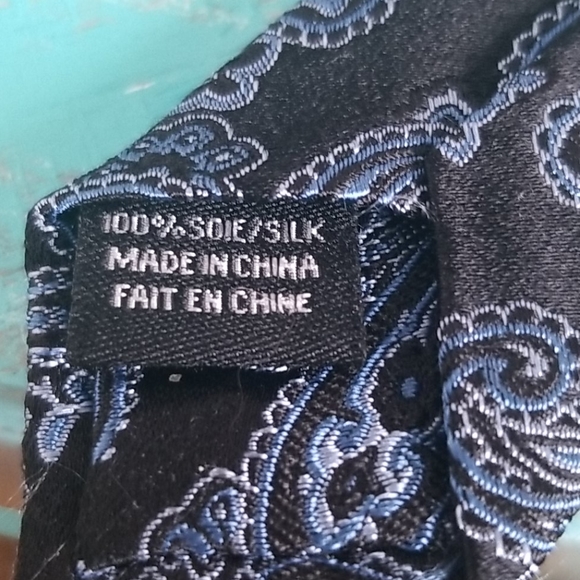 100% SOIE/SILK
MADE IN CHINA
FAIT EN CHINE